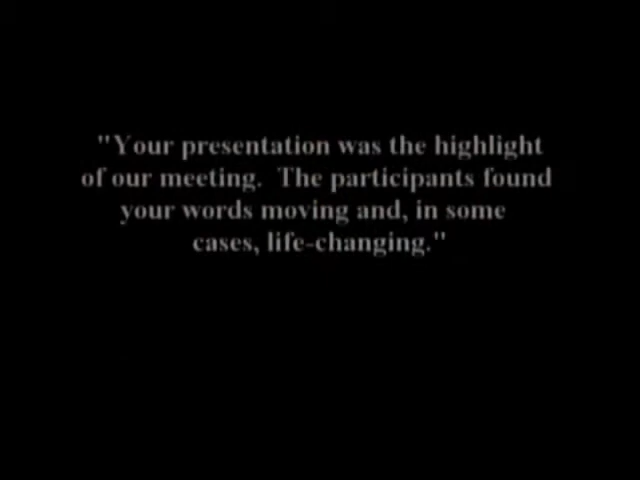 "Your presentation was the highlight
of our meeting.  The participants found
your words moving and, in some
cases, life-changing."